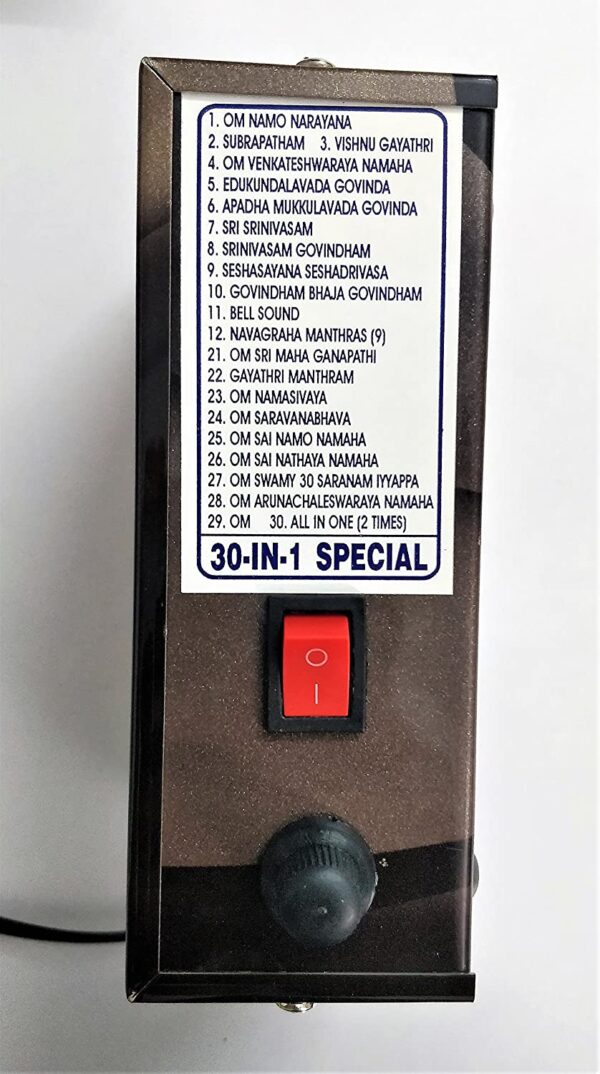 1. OM NAMO NARAYANA
2. SUBRAPATHAM 3. VISHNU GAYATHRI
4. OM VENKATESHWARAYA NAMAHA
5. EDUKUNDALAVADA GOVINDA
6. APADHA MUKKULAVADA GOVINDA
7. SRI SRINIVASAM
8. SRINIVASAM GOVINDHAM
9. SESHASAYANA SESHADRIVASA
10. GOVINDHAM BHAJA GOVINDHAM
11. BELL SOUND
12. NAVAGRAHA MANTHRAS (9)
21. OM SRI MAHA GANAPATHI
22. GAYATHRI MANTHRAM
23. OM NAMASIVAYA
24. OM SARAVANABHAVA
25. OM SAI NAMO NAMAHA
26. OM SAI NATHAYA NAMAHA
27. OM SWAMY 30 SARANAM IYYAPPA
28. OM ARUNACHALESWARAYA NAMAHA
29. OM 30. ALL IN ONE (2 TIMES)
30-IN-1 SPECIAL
O
I